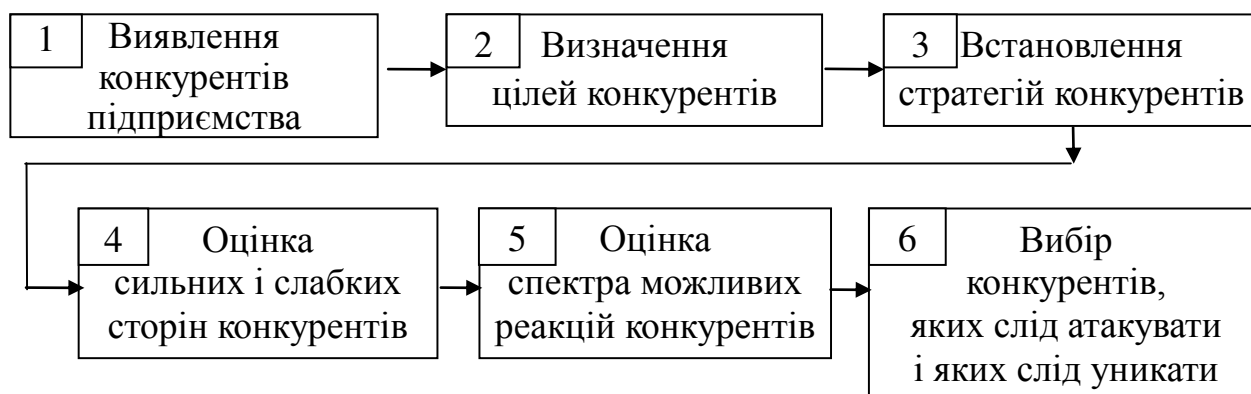 1 Виявлення
конкурентів
підприємства
2 Визначення
цілей конкурентів
3 Встановлення
стратегій конкурентів
4 Оцінка
сильних і слабких
сторін конкурентів
5 Оцінка
спектра можливих
реакцій конкурентів
6 Вибір
конкурентів,
яких слід атакувати
і яких слід уникати